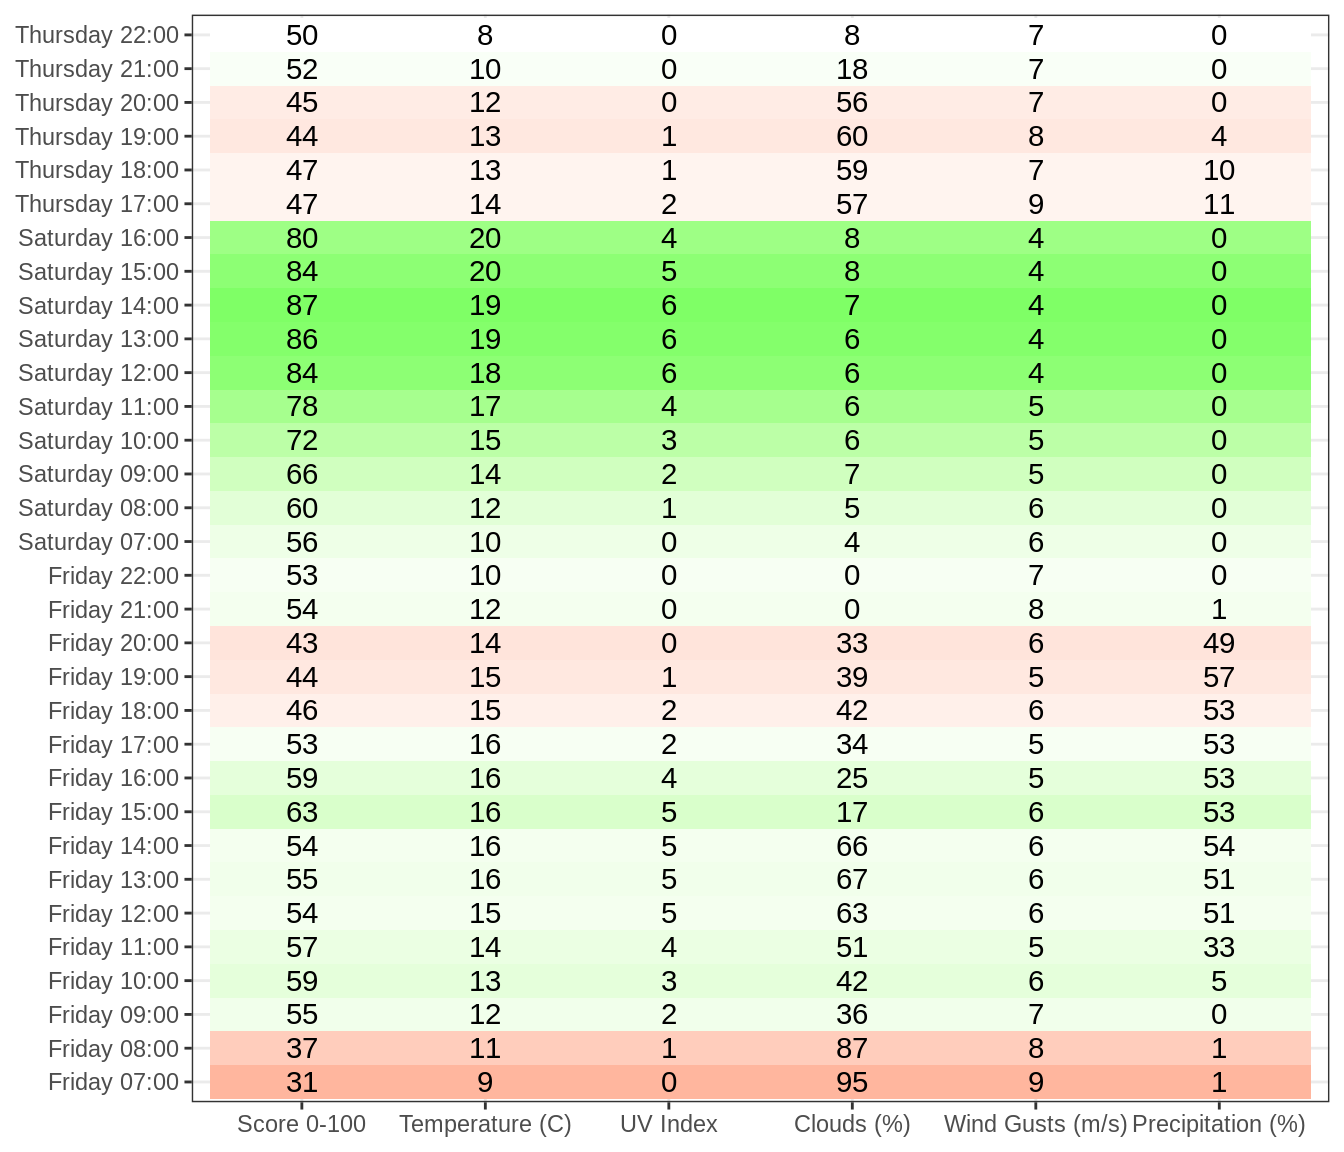 Thursday 22:00 50 8 0 8 7 0
Thursday 21:00 52 10 0 18 7 0
Thursday 20:00 45 12 0 56 7 0
Thursday 19:00 44 13 1 60 8 4
Thursday 18:00 47 13 1 59 7 10
Thursday 17:00 47 14 2 57 9 11
Saturday 16:00 80 20 4 8 4 0
Saturday 15:00 84 20 5 8 4 0
Saturday 14:00 87 19 6 7 4 0
Saturday 13:00 86 19 6 6 4 0
Saturday 12:00 84 18 6 6 4 0
Saturday 11:00 78 17 4 6 5 0
Saturday 10:00 72 15 3 6 5 0
Saturday 09:00 66 14 2 7 5 0
Saturday 08:00 60 12 1 5 6 0
Saturday 07:00 56 10 0 4 6 0
Friday 22:00 53 10 0 0 7 0
Friday 21:00 54 12 0 0 8 1
Friday 20:00 43 14 0 33 6 49
Friday 19:00 44 15 1 39 5 57
Friday 18:00 46 15 2 42 6 53
Friday 17:00 53 16 2 34 5 53
Friday 16:00 59 16 4 25 5 53
Friday 15:00 63 16 5 17 6 53
Friday 14:00 54 16 5 66 6 54
Friday 13:00 55 16 5 67 6 51
Friday 12:00 54 15 5 63 6 51
Friday 11:00 57 14 4 51 5 33
Friday 10:00 59 13 3 42 6 5
Friday 09:00 55 12 2 36 7 0
Friday 08:00 37 11 1 87 8 1
Friday 07:00 31 9 0 95 9 1
Score 0-100 Temperature (C) UV Index Clouds (%) Wind Gusts (m/s) Precipitation (%)